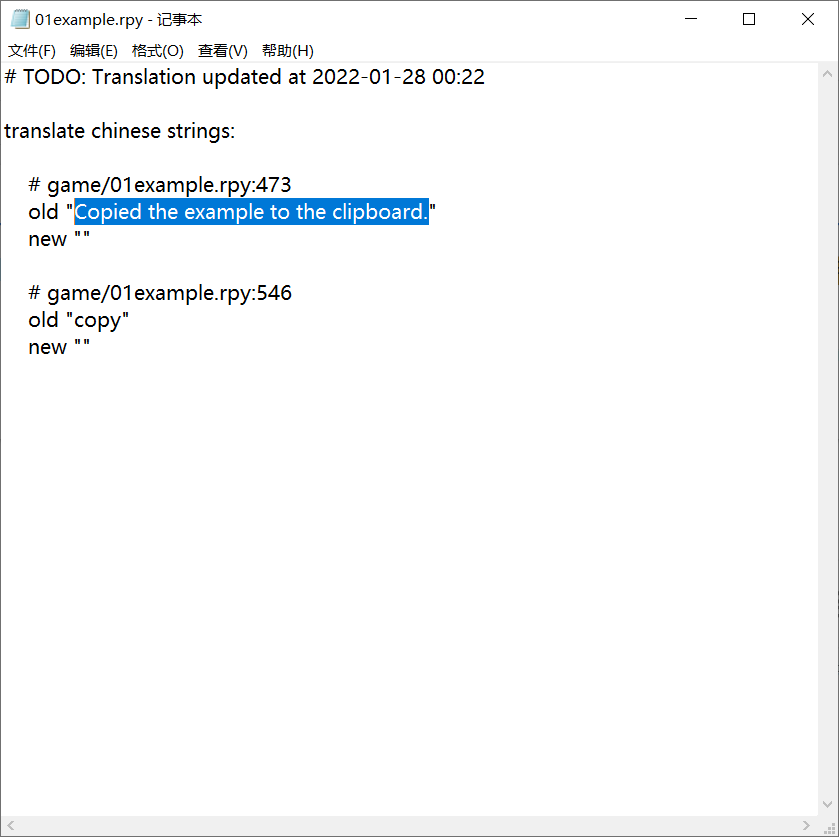 01example.rpy - 记事本
文件(F) 编辑(E) 格式(O) 查看(V) 帮助(H)
# TODO: Translation updated at 2022-01-28 00:22
translate chinese strings:
# game/01example.rpy:473
old "Copied the example to the clipboard."
new ""
# game/01example.rpy:546
old "copy"
new ""